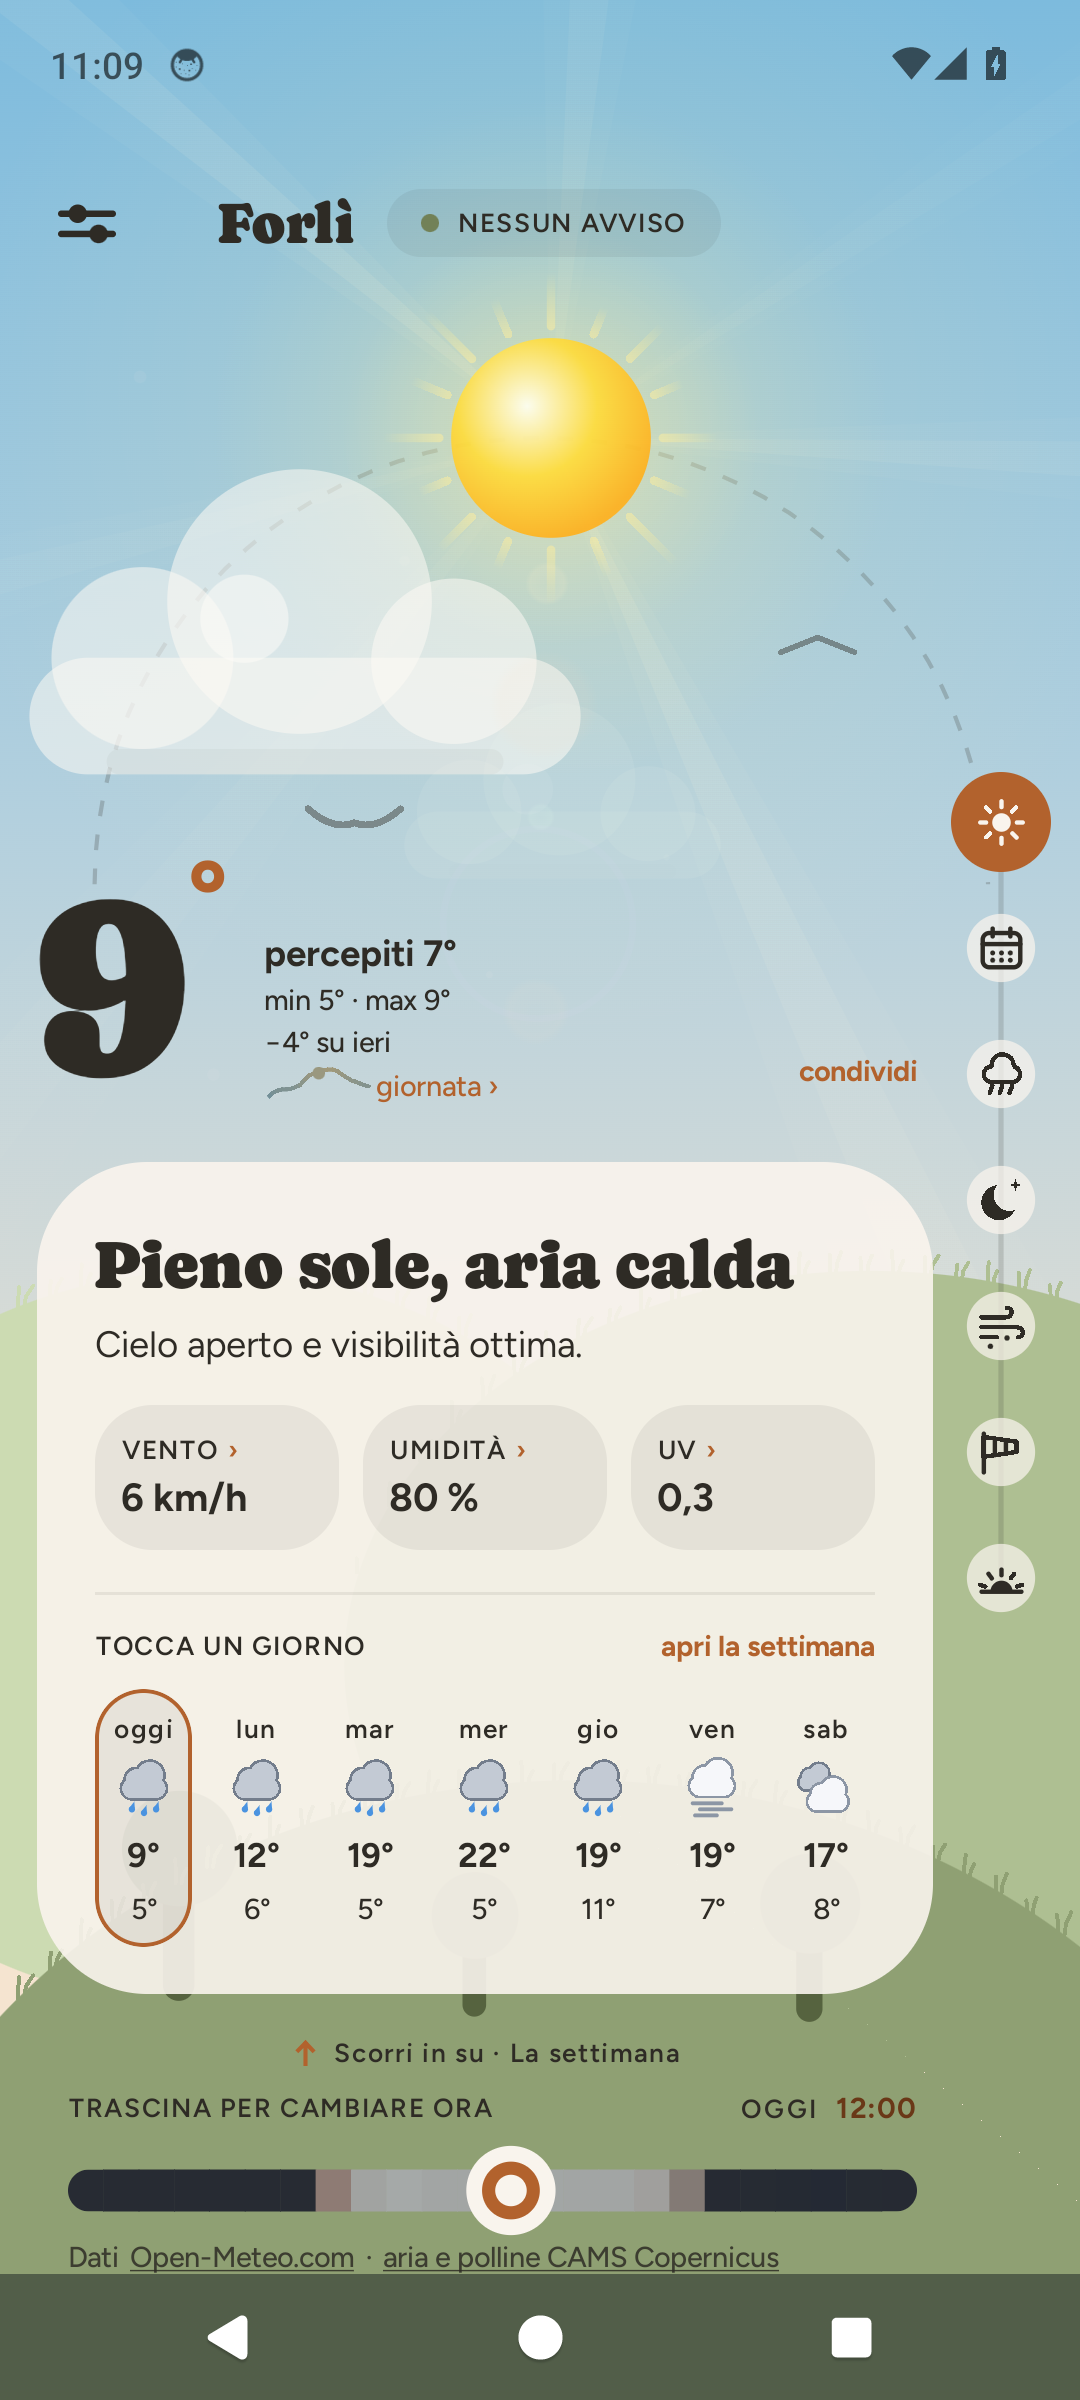 11:09
Forlì
NESSUN AVVISO
9°
percepiti 7°
min 5° · max 9°
−4° su ieri
giornata ›
condividi
Pieno sole, aria calda
Cielo aperto e visibilità ottima.
VENTO ›
6 km/h
UMIDITÀ ›
80 %
UV ›
0,3
TOCCA UN GIORNO
apri la settimana
oggi lun mar mer gio ven sab
9° 12° 19° 22° 19° 19° 17°
5° 6° 5° 5° 11° 7° 8°
↑ Scorri in su · La settimana
TRASCINA PER CAMBIARE ORA
OGGI 12:00
Dati Open-Meteo.com · aria e polline CAMS Copernicus